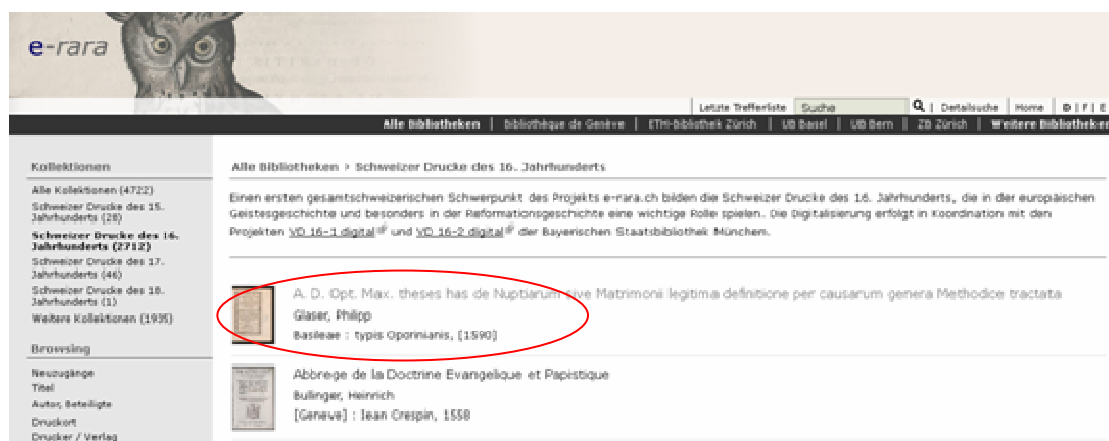 e-rara
Letzte Trefferliste Suche Detailsuche Home D | F | E
Alle Bibliotheken | Bibliothèque de Genève | ETH-Bibliothek Zürich | UB Basel | UB Bern | ZB Zürich | Weitere Bibliotheken
Kollektionen
Alle Kollektionen (4722)
Schweizer Drucke des 15.
Jahrhunderts (28)
Schweizer Drucke des 16.
Jahrhunderts (2712)
Schweizer Drucke des 17.
Jahrhunderts (46)
Schweizer Drucke des 18.
Jahrhunderts (1)
Weitere Kollektionen (1935)
Browsing
Neuzugänge
Titel
Autor, Beteiligte
Druckort
Drucker / Verlag
Alle Bibliotheken › Schweizer Drucke des 16. Jahrhunderts
Einen ersten gesamtschweizerischen Schwerpunkt des Projekts e-rara.ch bilden die Schweizer Drucke des 16. Jahrhunderts, die in der europäischen
Geistesgeschichte und besonders in der Reformationsgeschichte eine wichtige Rolle spielen. Die Digitalisierung erfolgt in Koordination mit den
Projekten VD 16-1 digital und VD 16-2 digital der Bayerischen Staatsbibliothek München.
A. D. Opt. Max. theses has de Nuptiarum sive Matrimonii legitima definitione per causarum genera Methodice tractata
Glaser, Philipp
Basileae : typis Oporinianis, [1590]
Abbrege de la Doctrine Evangelique et Papistique
Bullinger, Heinrich
[Geneve] : Iean Crespin, 1558